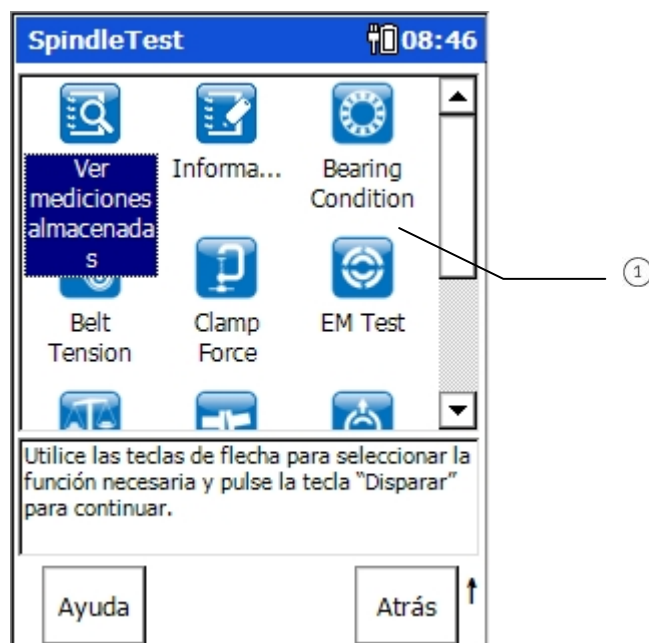 SpindleTest 08:46
Ver
mediciones
almacenada
s
Informa...
Bearing
Condition
1
Belt
Tension
Clamp
Force
EM Test
Utilice las teclas de flecha para seleccionar la
función necesaria y pulse la tecla “Disparar”
para continuar.
Ayuda
Atrás